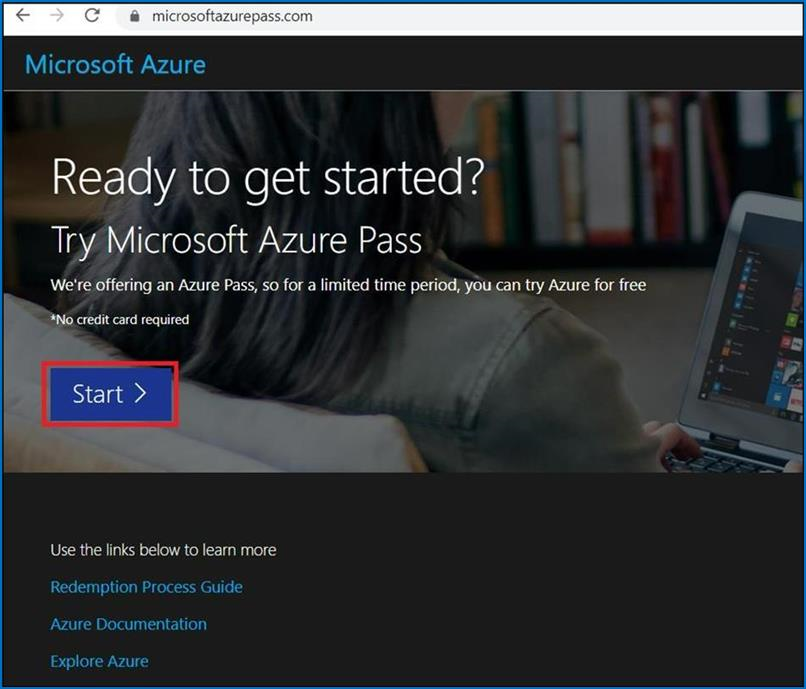 microsoftazurepass.com
Microsoft Azure
Ready to get started?
Try Microsoft Azure Pass
We're offering an Azure Pass, so for a limited time period, you can try Azure for free
*No credit card required
Start >
Use the links below to learn more
Redemption Process Guide
Azure Documentation
Explore Azure